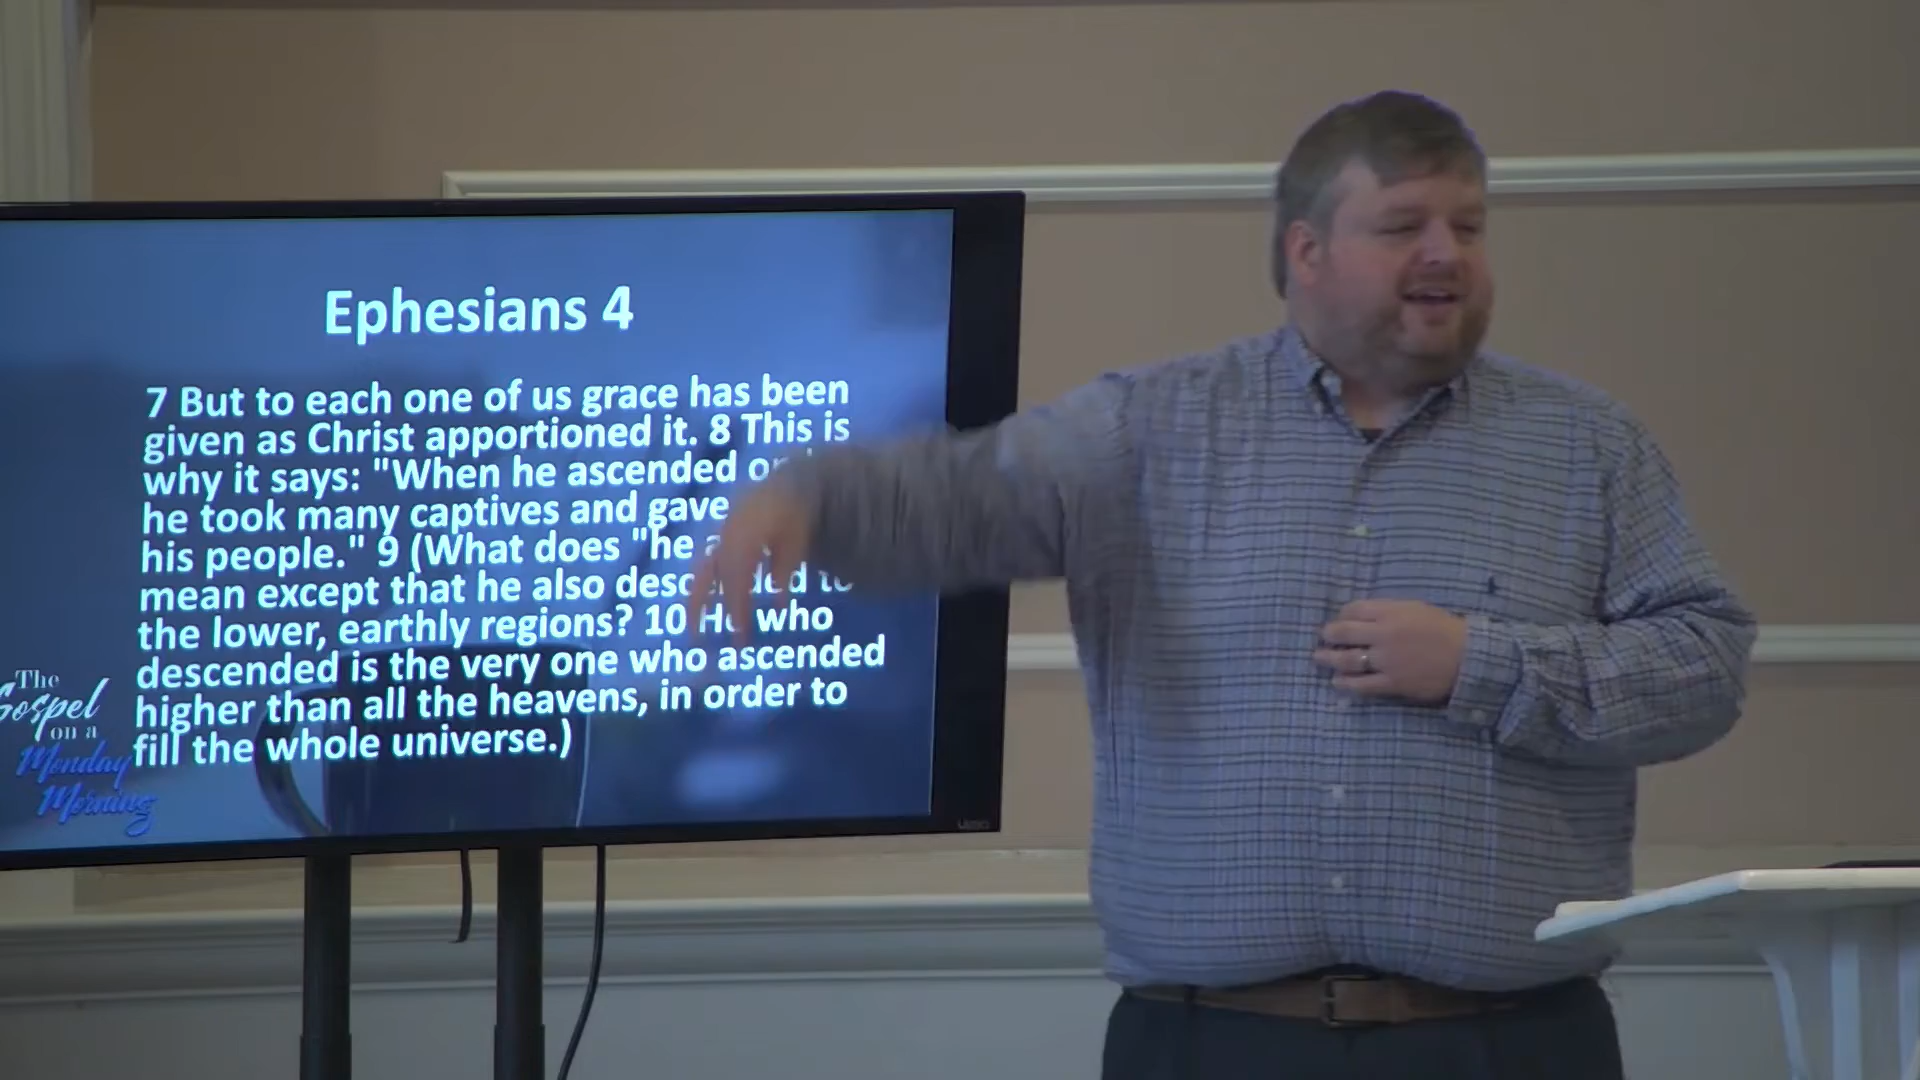 Ephesians 4
7 But to each one of us grace has been
given as Christ apportioned it. 8 This is
why it says: "When he ascended
he took many captives and gave
his people." 9 (What does "he
mean except that he also descended to
the lower, earthly regions? 10 He who
descended is the very one who ascended
higher than all the heavens, in order to
fill the whole universe.)
The
Gospel
on a
Monday
Morning